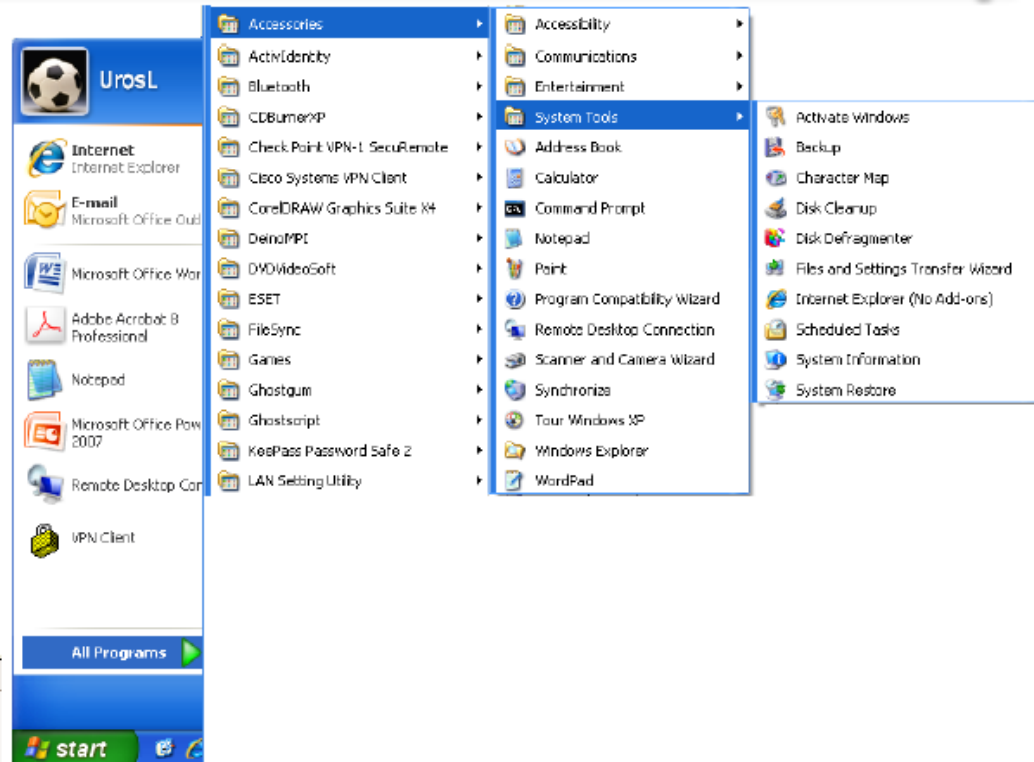 UrosL
Internet
Internet Explorer
E-mail
Microsoft Office Outl
Microsoft Office Wor
Adobe Acrobat 8
Professional
Notepad
Microsoft Office Pow
2007
Remote Desktop Con
VPN Client
All Programs
start
Accessories
ActivIdentity
Bluetooth
CDBurnerXP
Check Point VPN-1 SecuRemote
Cisco Systems VPN Client
CorelDRAW Graphics Suite X4
DeinoMPI
DVDVideoSoft
ESET
FileSync
Games
Ghostgum
Ghostscript
KeePass Password Safe 2
LAN Setting Utility
Accessibility
Communications
Entertainment
System Tools
Address Book
Calculator
Command Prompt
Notepad
Paint
Program Compatibility Wizard
Remote Desktop Connection
Scanner and Camera Wizard
Synchronize
Tour Windows XP
Windows Explorer
WordPad
Activate Windows
Backup
Character Map
Disk Cleanup
Disk Defragmenter
Files and Settings Transfer Wizard
Internet Explorer (No Add-ons)
Scheduled Tasks
System Information
System Restore